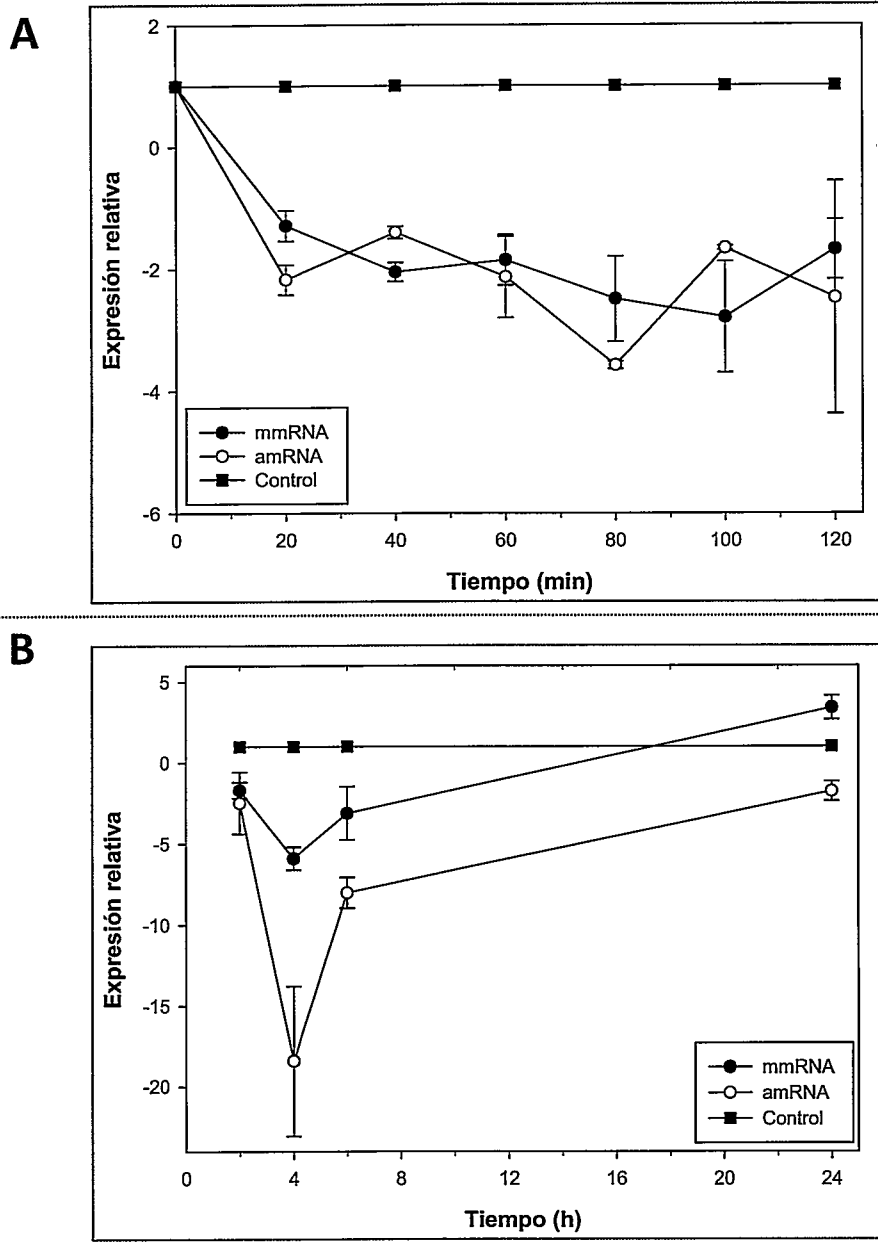 A
2
0
-2
-4
-6
Expresión relativa
mmRNA
amRNA
Control
0 20 40 60 80 100 120
Tiempo (min)
B
5
0
-5
-10
-15
-20
Expresión relativa
mmRNA
amRNA
Control
0 4 8 12 16 20 24
Tiempo (h)